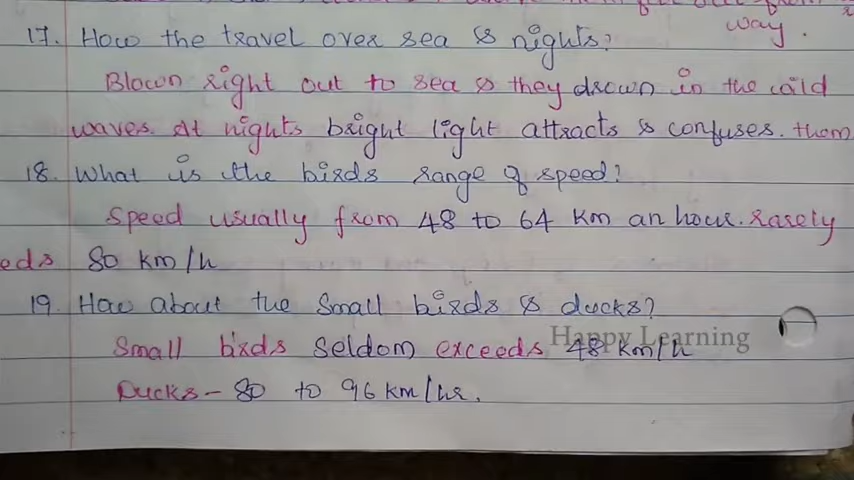 way.
17. How the travel over sea & nights?
Blown right out to sea & they drown in the cold
waves. At nights bright light attracts & confuses. them
18. What is the birds range of speed?
Speed usually from 48 to 64 km an hour. rarely
eeds 80 km/h
19. How about the small birds & ducks?
Small birds seldom exceeds 48 km/h
Happy Learning
Ducks - 80 to 96 km/hr.